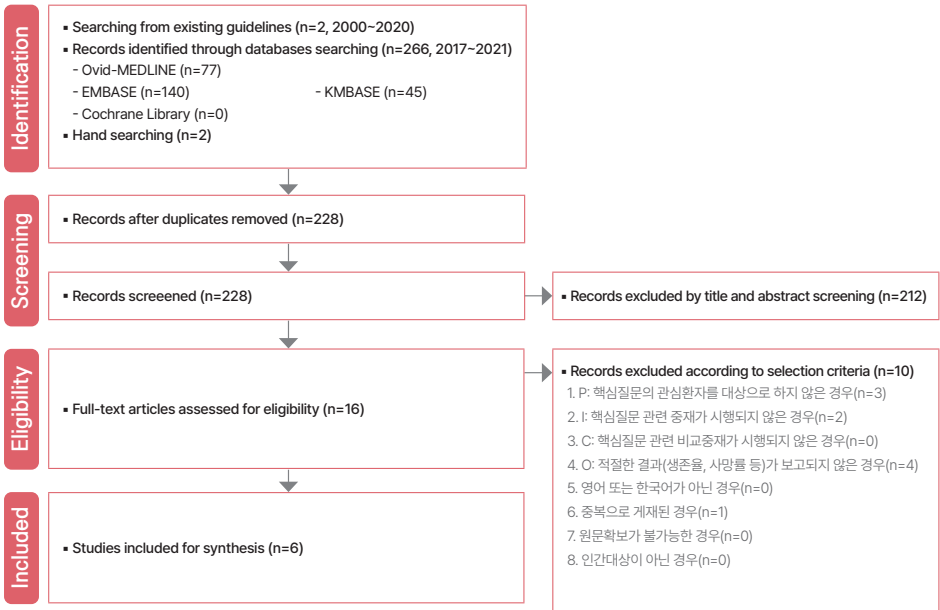 Identification
▪ Searching from existing guidelines (n=2, 2000~2020)
▪ Records identified through databases searching (n=266, 2017~2021)
- Ovid-MEDLINE (n=77)
- EMBASE (n=140) - KMBASE (n=45)
- Cochrane Library (n=0)
▪ Hand searching (n=2)
Screening
▪ Records after duplicates removed (n=228)
▪ Records screeened (n=228)
▪ Records excluded by title and abstract screening (n=212)
Eligibility
▪ Full-text articles assessed for eligibility (n=16)
▪ Records excluded according to selection criteria (n=10)
1. P: 핵심질문의 관심환자를 대상으로 하지 않은 경우(n=3)
2. I: 핵심질문 관련 중재가 시행되지 않은 경우(n=2)
3. C: 핵심질문 관련 비교중재가 시행되지 않은 경우(n=0)
4. O: 적절한 결과(생존율, 사망률 등)가 보고되지 않은 경우(n=4)
5. 영어 또는 한국어가 아닌 경우(n=0)
6. 중복으로 게재된 경우(n=1)
7. 원문확보가 불가능한 경우(n=0)
8. 인간대상이 아닌 경우(n=0)
Included
▪ Studies included for synthesis (n=6)